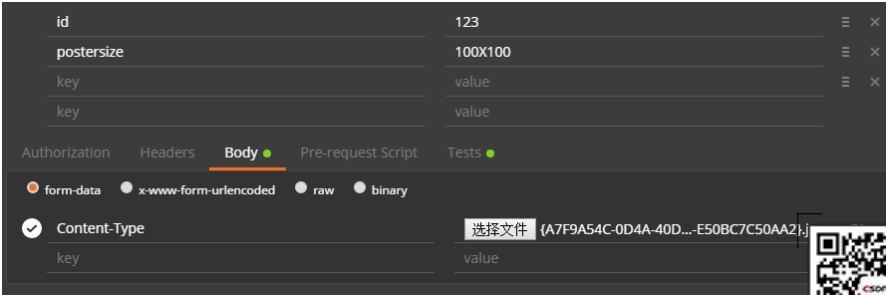 id 123
postersize 100X100
key value
key value
Authorization Headers Body Pre-request Script Tests
form-data x-www-form-urlencoded raw binary
Content-Type 选择文件 {A7F9A54C-0D4A-40D...-E50BC7C50AA2}.j
key value